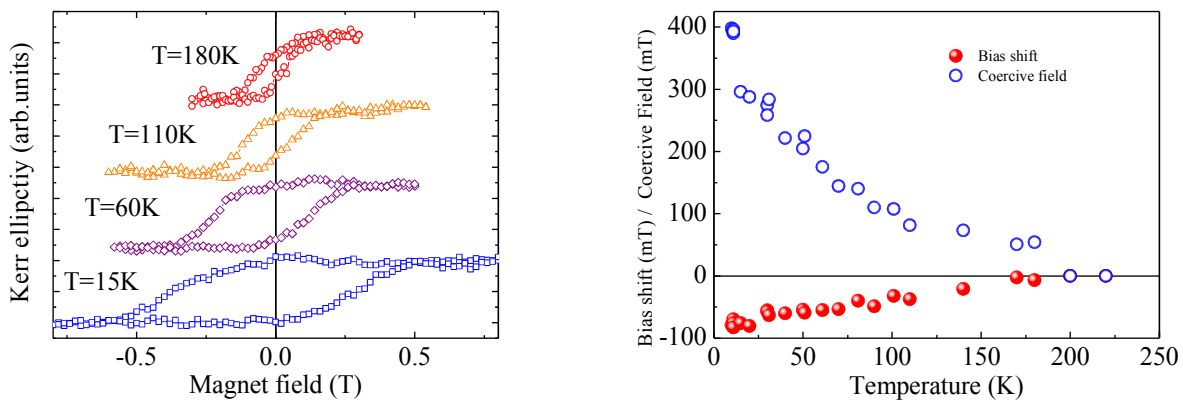 Kerr ellipctiy (arb.units)
T=180K
T=110K
T=60K
T=15K
-0.5
0.0
0.5
Magnet field (T)
Bias shift (mT) / Coercive Field (mT)
400
300
200
100
0
-100
Bias shift
Coercive field
0
50
100
150
200
250
Temperature (K)